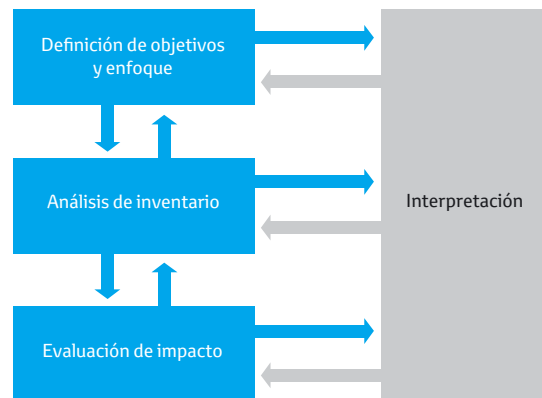 Definición de objetivos
y enfoque
Análisis de inventario
Interpretación
Evaluación de impacto